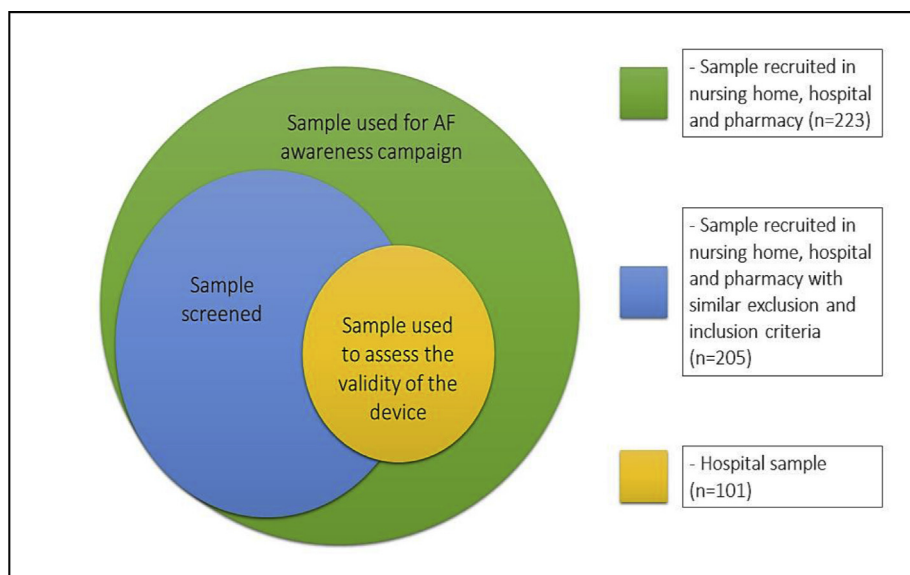 Sample used for AF
awareness campaign
Sample
screened
Sample used
to assess the
validity of the
device
- Sample recruited in
nursing home, hospital
and pharmacy (n=223)
- Sample recruited in
nursing home, hospital
and pharmacy with
similar exclusion and
inclusion criteria
(n=205)
- Hospital sample
(n=101)